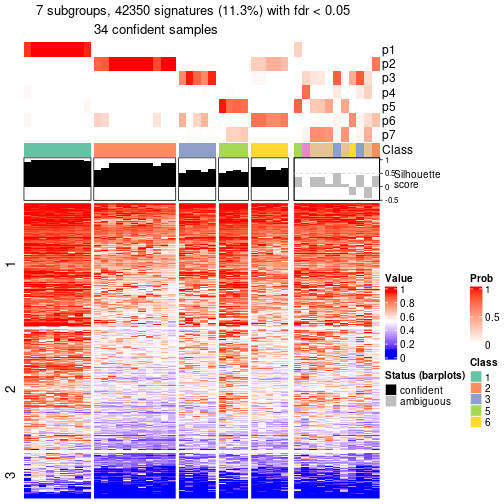 7 subgroups, 42350 signatures (11.3%) with fdr < 0.05
34 confident samples
p1
p2
p3
p4
p5
p6
p7
Class
1
0.5
0
-0.5
Silhouette
score
1
2
3
Value
1
0.8
0.6
0.4
0.2
0
Prob
1
0.5
0
Status (barplots)
confident
ambiguous
Class
1
2
3
5
6